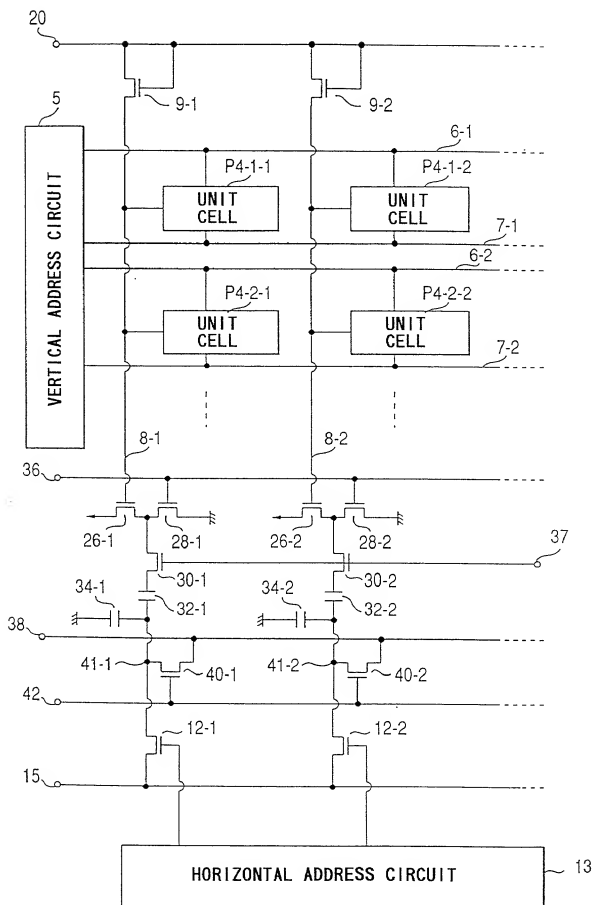 20
9-1
9-2
5
VERTICAL ADDRESS CIRCUIT
6-1
P4-1-1
P4-1-2
UNIT
CELL
UNIT
CELL
7-1
6-2
P4-2-1
P4-2-2
UNIT
CELL
UNIT
CELL
7-2
8-1
8-2
36
26-1
28-1
26-2
28-2
37
30-1
30-2
34-1
32-1
34-2
32-2
38
41-1
40-1
41-2
40-2
42
12-1
12-2
15
HORIZONTAL ADDRESS CIRCUIT
13